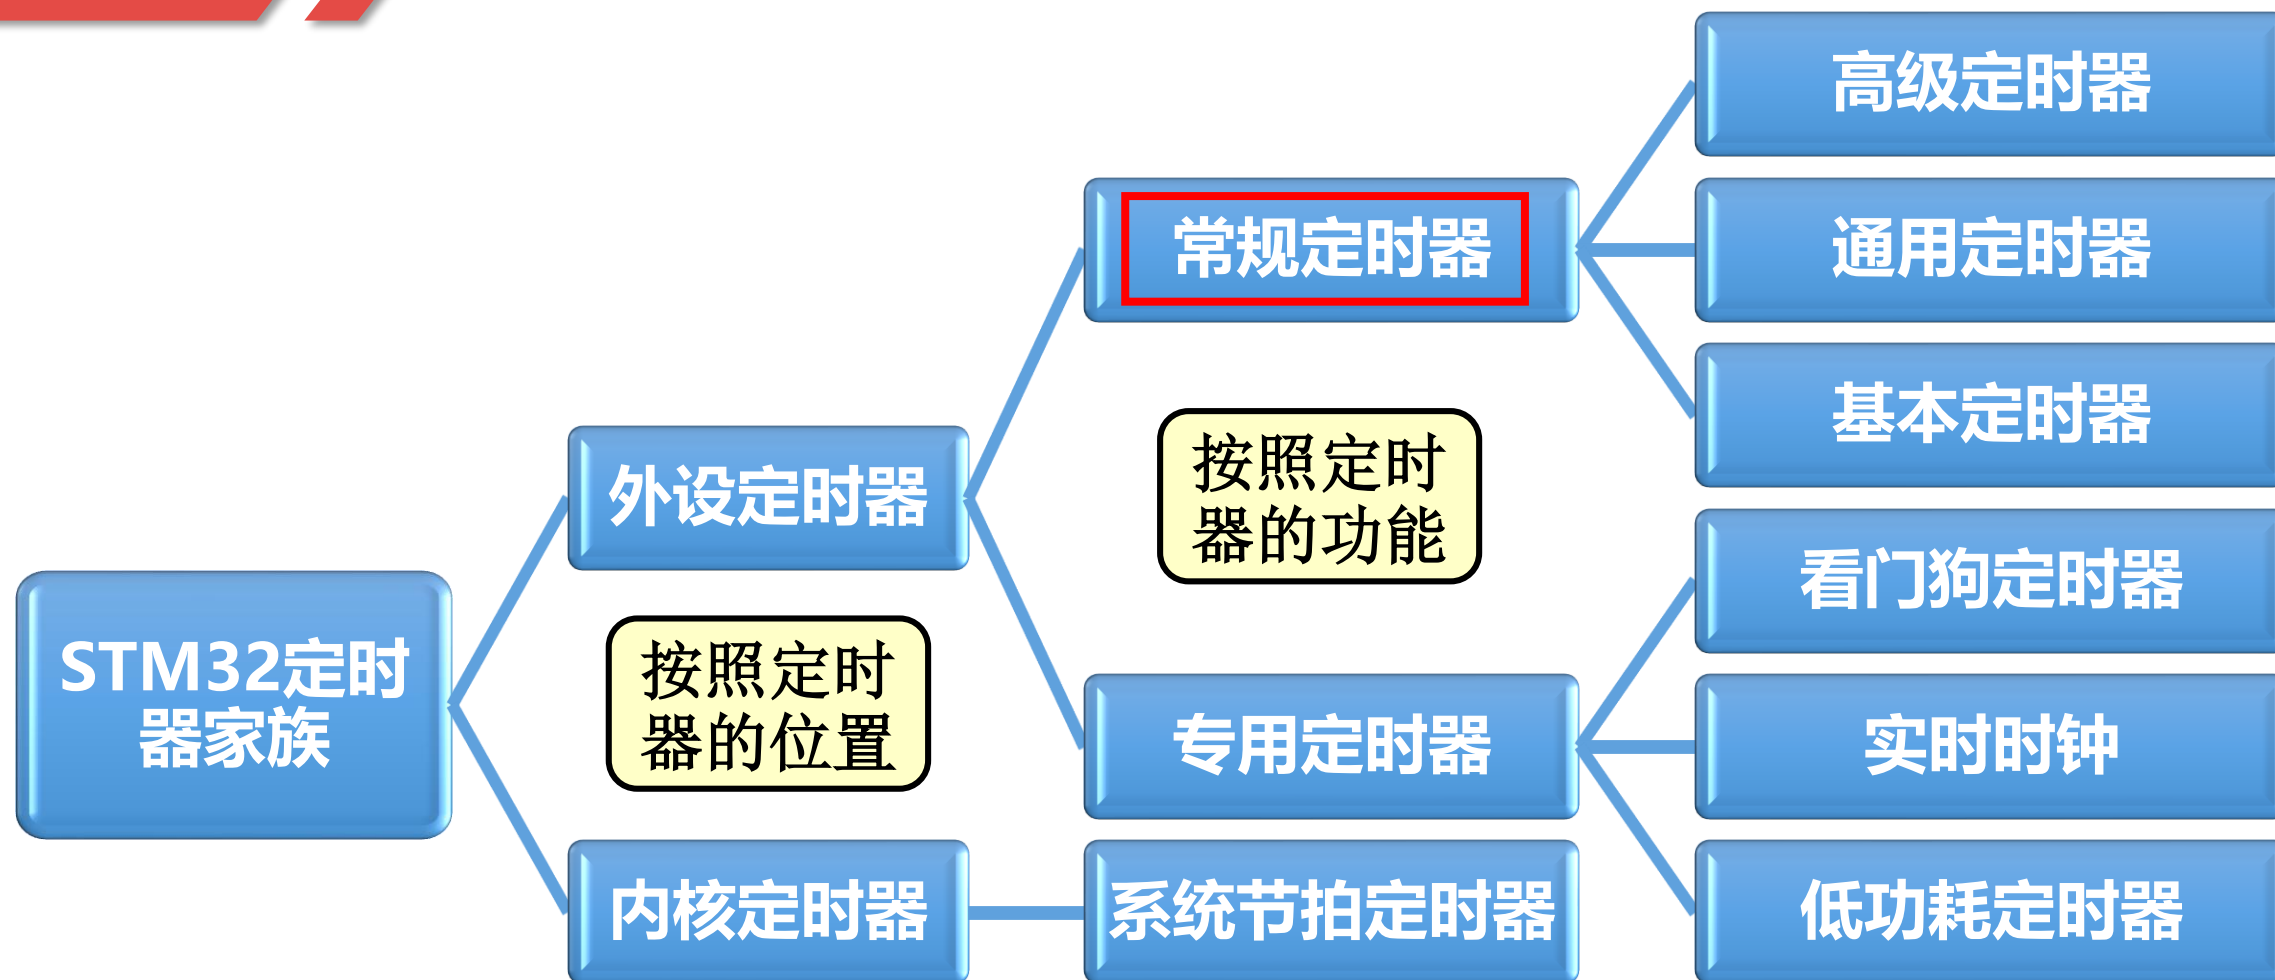 高级定时器
常规定时器
通用定时器
基本定时器
按照定时
器的功能
外设定时器
看门狗定时器
STM32定时
器家族
按照定时
器的位置
专用定时器
实时时钟
内核定时器
系统节拍定时器
低功耗定时器